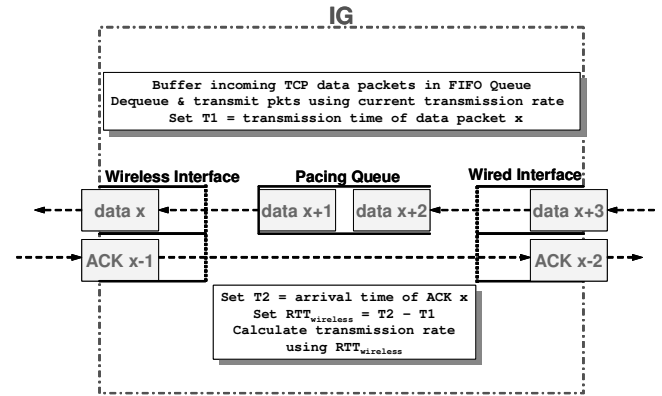 IG
Buffer incoming TCP data packets in FIFO Queue
Dequeue & transmit pkts using current transmission rate
Set T1 = transmission time of data packet x
Wireless Interface
Pacing Queue
Wired Interface
data x
data x+1
data x+2
data x+3
ACK x-1
ACK x-2
Set T2 = arrival time of ACK x
Set RTTwireless = T2 – T1
Calculate transmission rate
using RTTwireless